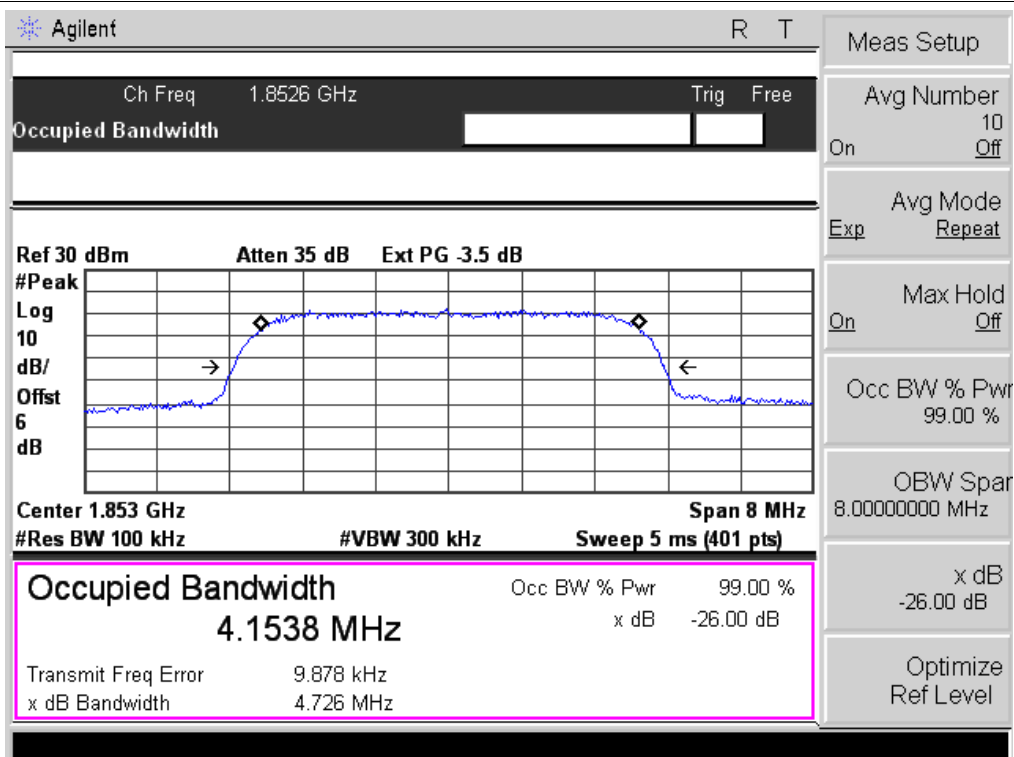 Agilent R T
Ch Freq 1.8526 GHz Trig Free
Occupied Bandwidth
Ref 30 dBm Atten 35 dB Ext PG -3.5 dB
#Peak
Log
10
dB/
Offst
6
dB
Center 1.853 GHz Span 8 MHz
#Res BW 100 kHz #VBW 300 kHz Sweep 5 ms (401 pts)
Occupied Bandwidth Occ BW % Pwr 99.00 %
4.1538 MHz x dB -26.00 dB
Transmit Freq Error 9.878 kHz
x dB Bandwidth 4.726 MHz
Meas Setup
Avg Number
10
On Off
Avg Mode
Exp Repeat
Max Hold
On Off
Occ BW % Pwr
99.00 %
OBW Span
8.00000000 MHz
x dB
-26.00 dB
Optimize
Ref Level